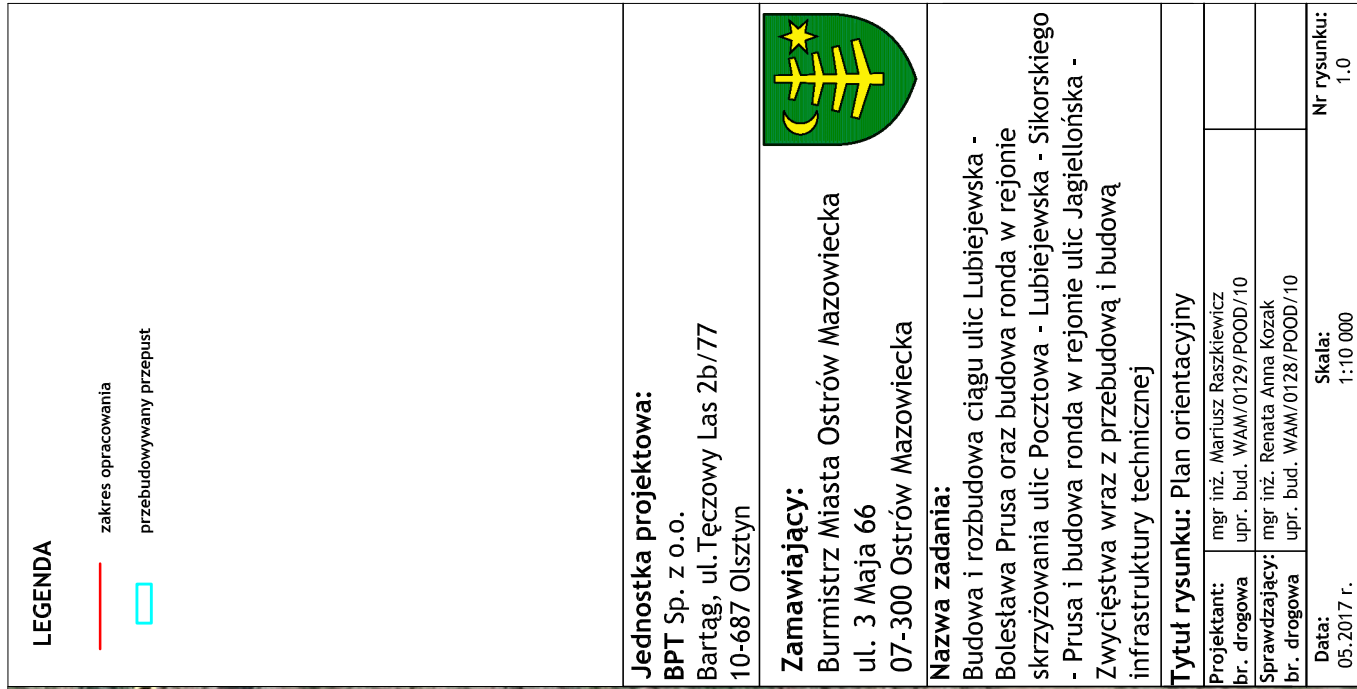 LEGENDA
zakres opracowania
przebudowywany przepust
Jednostka projektowa:
BPT Sp. z o.o.
Bartąg, ul.Tęczowy Las 2b/77
10-687 Olsztyn
Zamawiający:
Burmistrz Miasta Ostrów Mazowiecka
ul. 3 Maja 66
07-300 Ostrów Mazowiecka
Nazwa zadania:
Budowa i rozbudowa ciągu ulic Lubiejewska -
Bolesława Prusa oraz budowa ronda w rejonie
skrzyżowania ulic Pocztowa - Lubiejewska - Sikorskiego
- Prusa i budowa ronda w rejonie ulic Jagiellońska -
Zwycięstwa wraz z przebudową i budową
infrastruktury technicznej
Tytuł rysunku: Plan orientacyjny
Projektant: mgr inż. Mariusz Raszkiewicz
br. drogowa upr. bud. WAM/0129/POOD/10
Sprawdzający: mgr inż. Renata Anna Kozak
br. drogowa upr. bud. WAM/0128/POOD/10
Data: Skala: Nr rysunku:
05.2017 r. 1:10 000 1.0